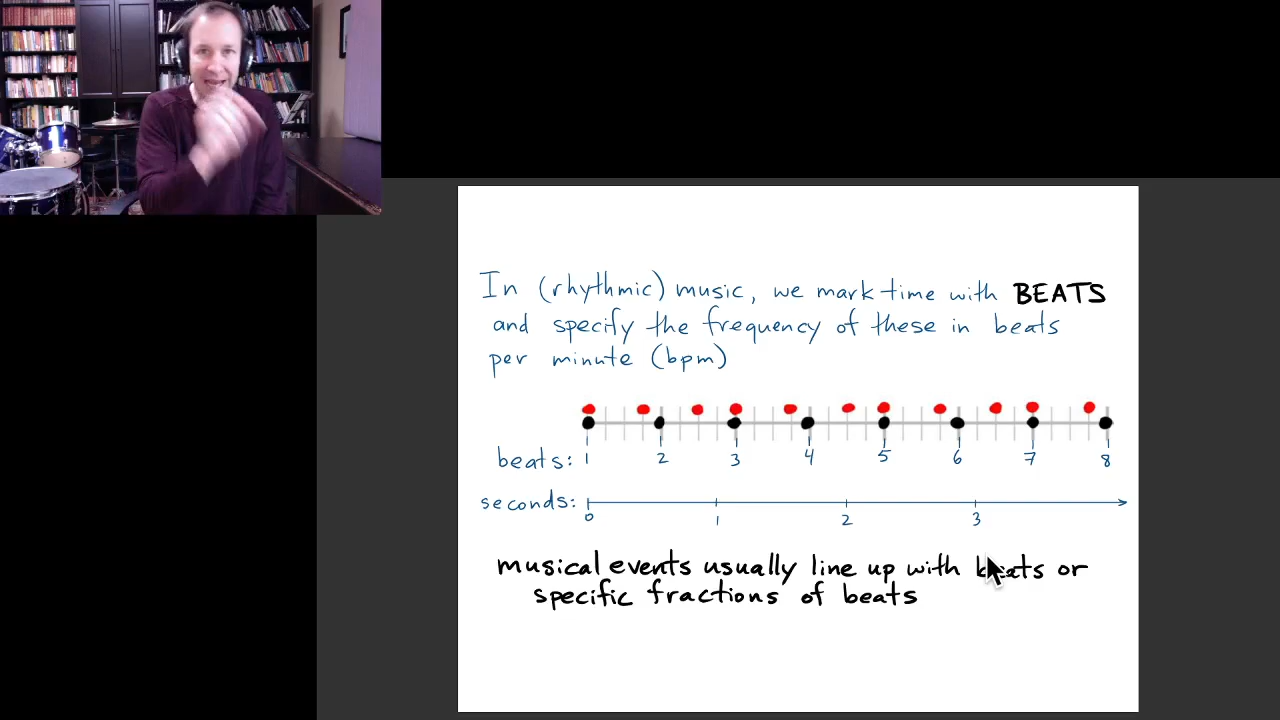 In (rhythmic) music, we mark time with BEATS
and specify the frequency of these in beats
per minute (bpm)
beats: 1 2 3 4 5 6 7 8
seconds: 0 1 2 3
musical events usually line up with beats or
specific fractions of beats